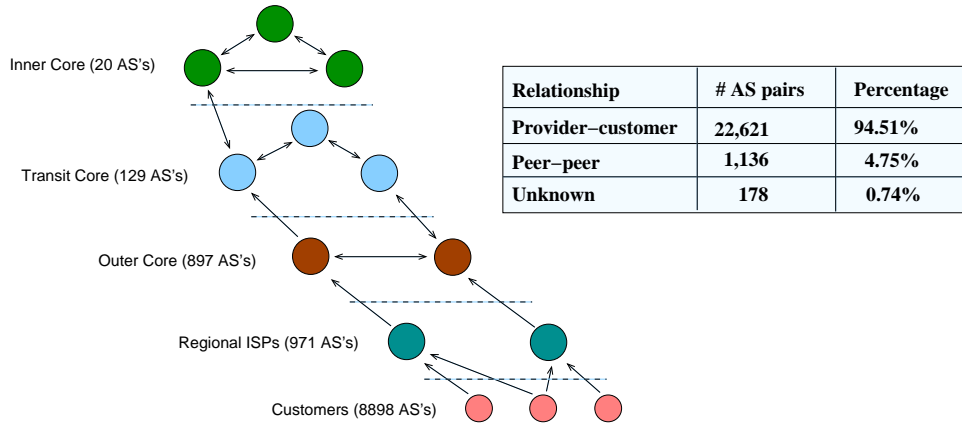 Inner Core (20 AS's)
Transit Core (129 AS's)
Outer Core (897 AS's)
Regional ISPs (971 AS's)
Customers (8898 AS's)
Relationship # AS pairs Percentage
Provider−customer 22,621 94.51%
Peer−peer 1,136 4.75%
Unknown 178 0.74%